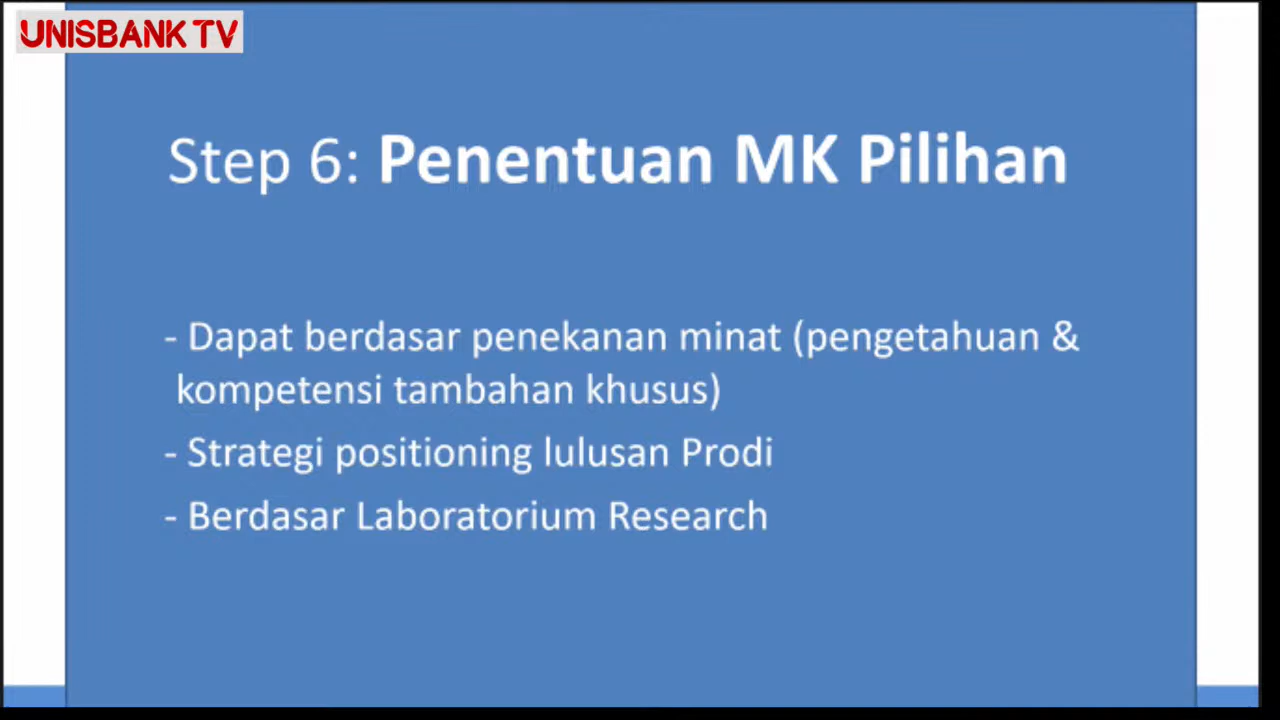 UNISBANK TV
Step 6: Penentuan MK Pilihan
- Dapat berdasar penekanan minat (pengetahuan &
kompetensi tambahan khusus)
- Strategi positioning lulusan Prodi
- Berdasar Laboratorium Research